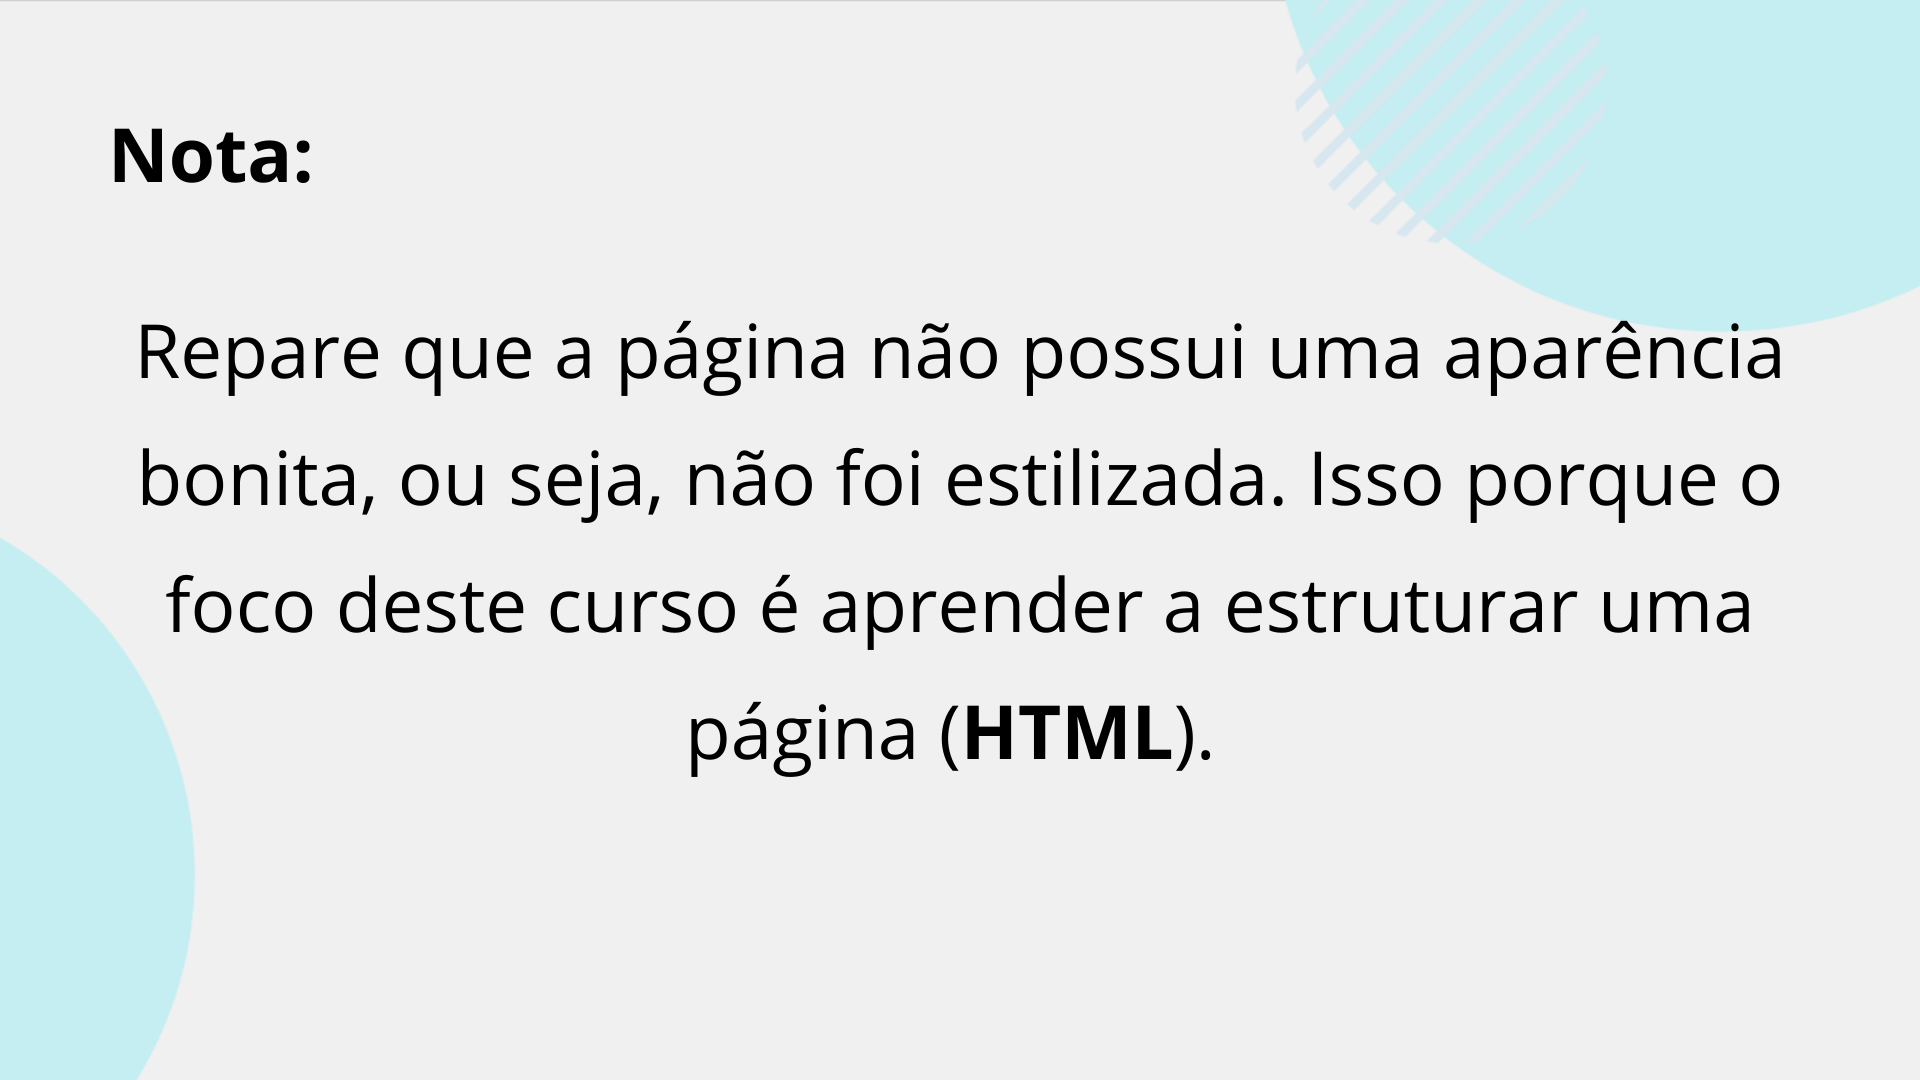 Nota:
Repare que a página não possui uma aparência
bonita, ou seja, não foi estilizada. Isso porque o
foco deste curso é aprender a estruturar uma
página (HTML).